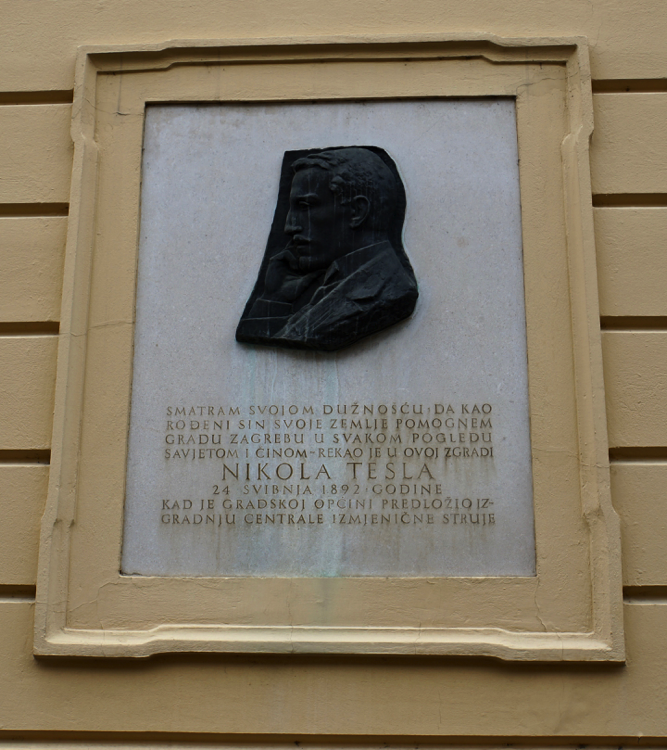 SMATRAM SVOJOM DUŽNOŠĆU·DA KAO
ROĐENI SIN SVOJE ZEMLJE POMOGNEM
GRADU ZAGREBU U SVAKOM POGLEDU
SAVJETOM I ČINOM-REKAO JE U OVOJ ZGRADI
NIKOLA TESLA
24 SVIBNJA 1892 GODINE
KAD JE GRADSKOJ OPĆINI PREDLOŽIO IZ-
GRADNJU CENTRALE IZMJENIČNE STRUJE